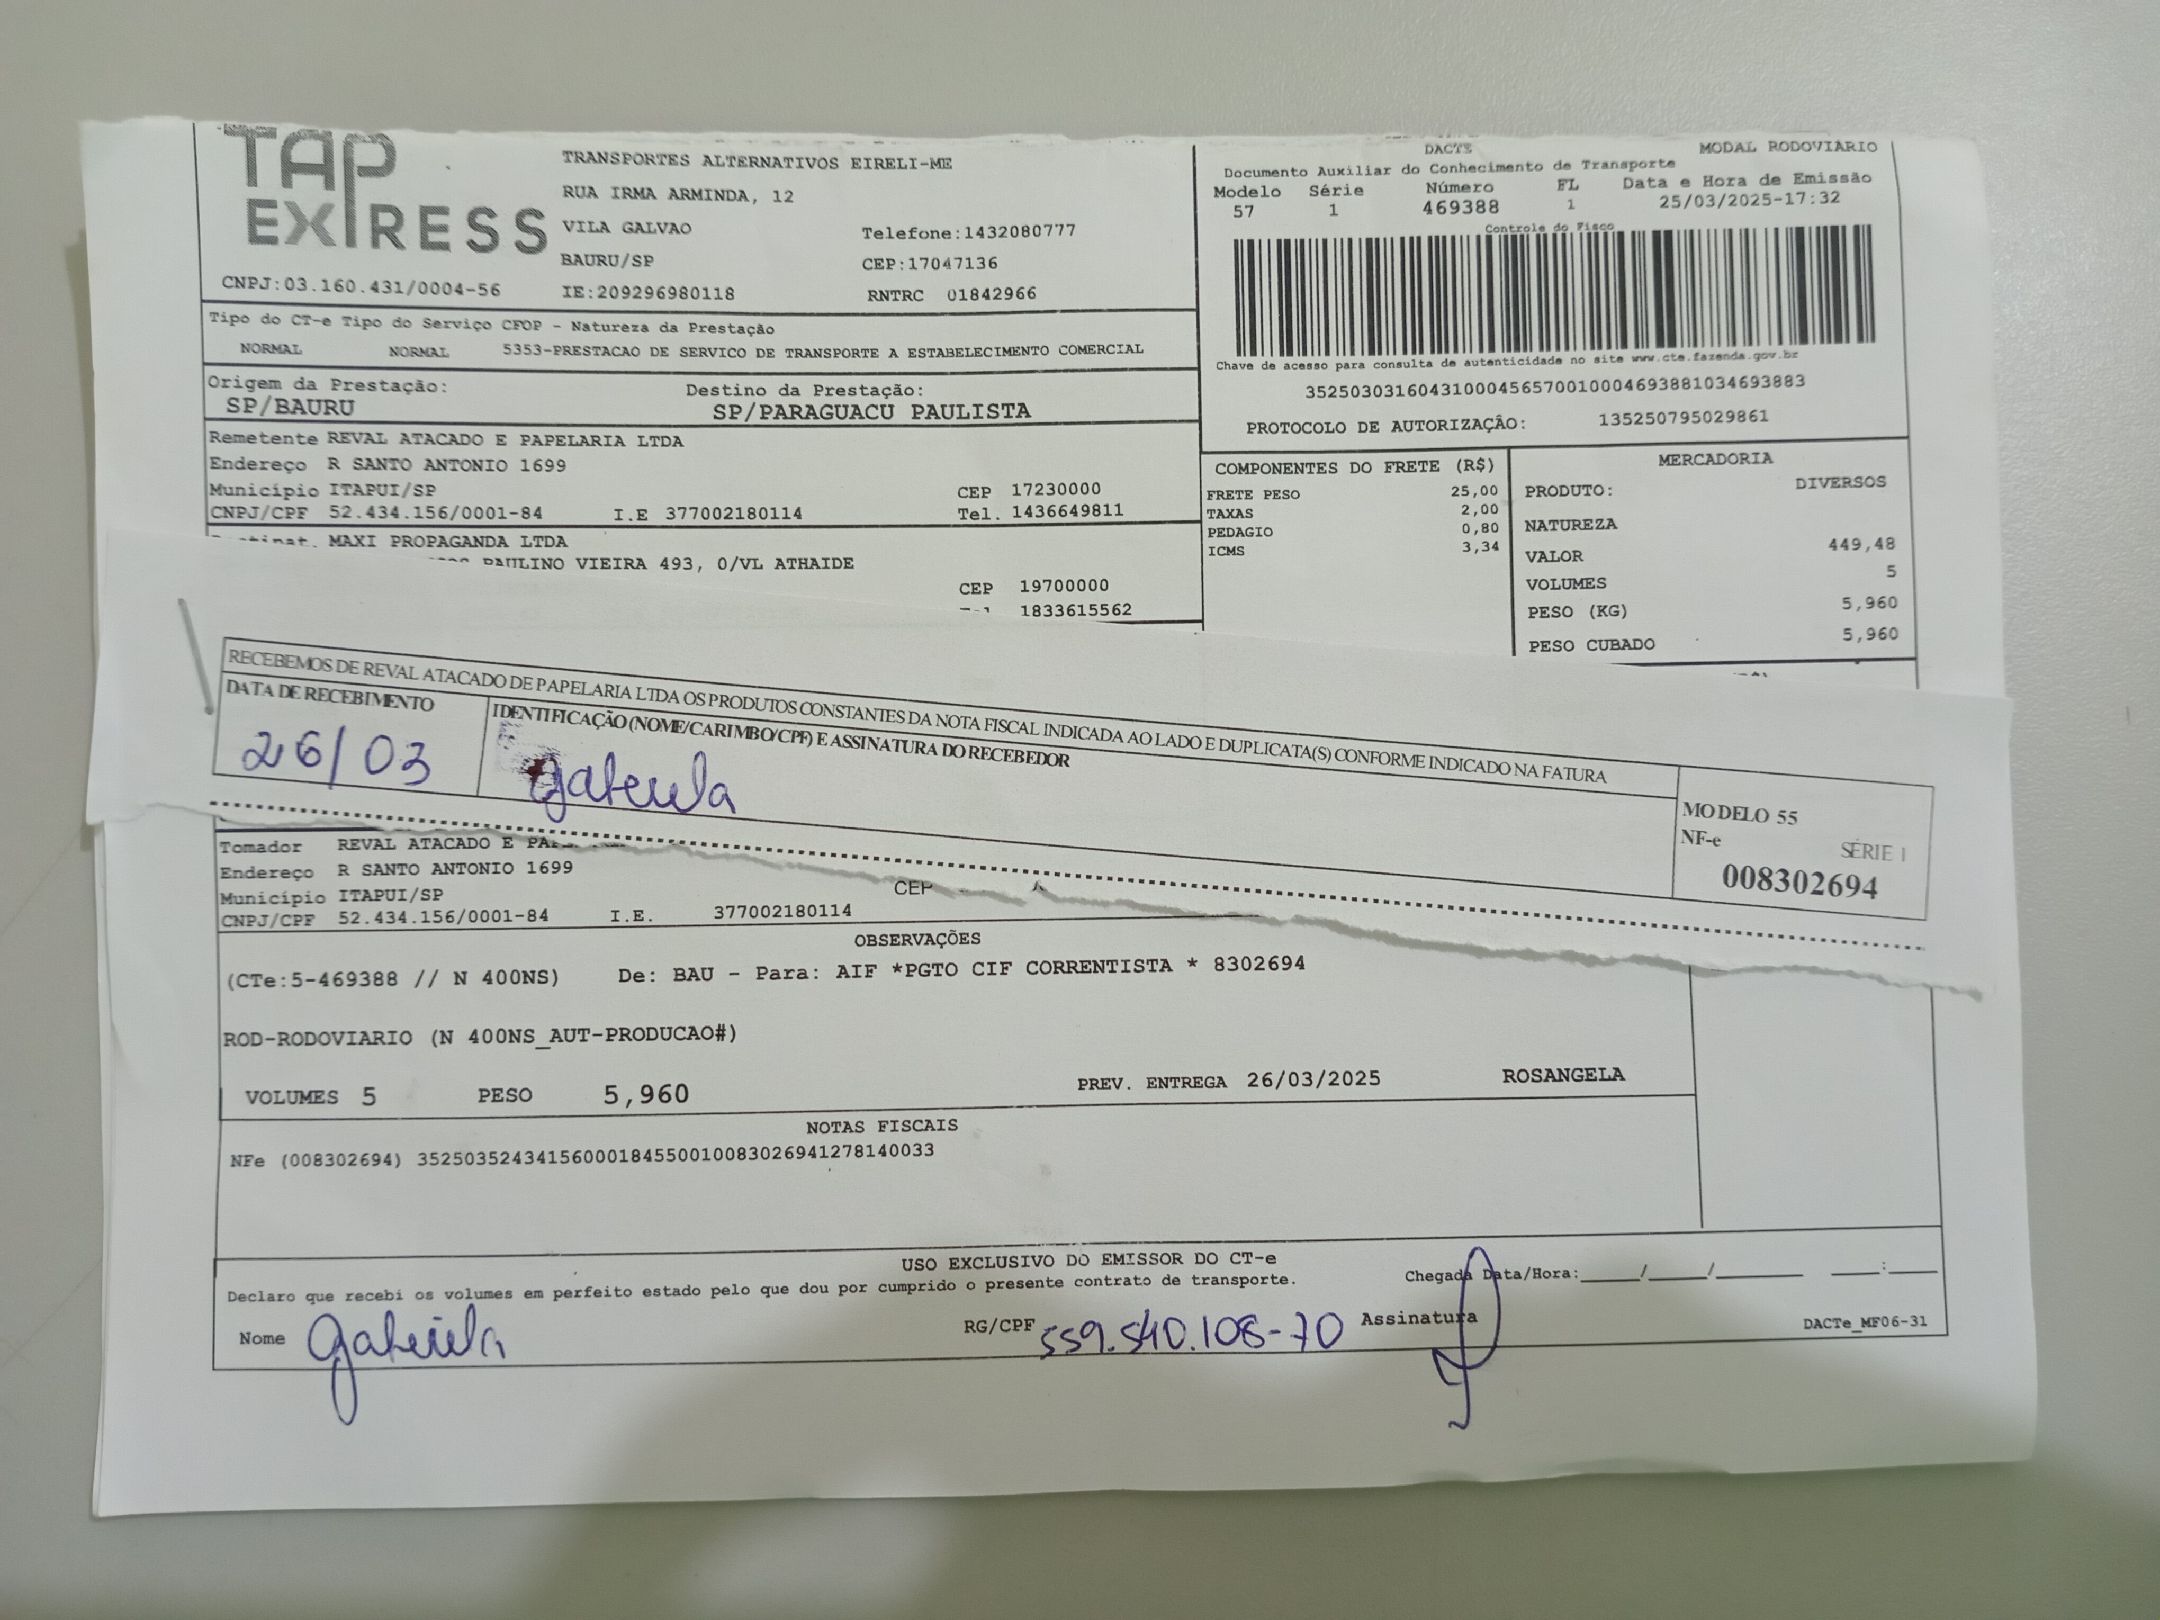 TAP EXPRESS
TRANSPORTES ALTERNATIVOS EIRELI-ME
RUA IRMA ARMINDA, 12
VILA GALVAO Telefone:1432080777
BAURU/SP CEP:17047136
CNPJ:03.160.431/0004-56 IE:209296980118 RNTRC 01842966
DACTE MODAL RODOVIARIO
Documento Auxiliar do Conhecimento de Transporte
Modelo Série Número FL Data e Hora de Emissão
57 1 469388 1 25/03/2025-17:32
Controle do Fisco
Chave de acesso para consulta de autenticidade no site www.cte.fazenda.gov.br
35250303160431000456570010004693881034693883
PROTOCOLO DE AUTORIZAÇÂO: 135250795029861
Tipo do CT-e Tipo do Serviço CFOP - Natureza da Prestação
NORMAL NORMAL 5353-PRESTACAO DE SERVICO DE TRANSPORTE A ESTABELECIMENTO COMERCIAL
Origem da Prestação: Destino da Prestação:
SP/BAURU SP/PARAGUACU PAULISTA
Remetente REVAL ATACADO E PAPELARIA LTDA
Endereço R SANTO ANTONIO 1699
Município ITAPUI/SP CEP 17230000
CNPJ/CPF 52.434.156/0001-84 I.E 377002180114 Tel. 1436649811
MAXI PROPAGANDA LTDA
PAULINO VIEIRA 493, 0/VL ATHAIDE
CEP 19700000
1833615562
COMPONENTES DO FRETE (R$)
FRETE PESO 25,00
TAXAS 2,00
PEDAGIO 0,80
ICMS 3,34
MERCADORIA
PRODUTO: DIVERSOS
NATUREZA
VALOR 449,48
VOLUMES 5
PESO (KG) 5,960
PESO CUBADO 5,960
RECEBEMOS DE REVAL ATACADO DE PAPELARIA LTDA OS PRODUTOS CONSTANTES DA NOTA FISCAL INDICADA AO LADO E DUPLICATA(S) CONFORME INDICADO NA FATURA
DATA DE RECEBIMENTO IDENTIFICAÇÃO (NOME/CARIMBO/CPF) E ASSINATURA DO RECEBEDOR
26/03 Gabriela
MODELO 55
NF-e SÉRIE 1
008302694
Tomador REVAL ATACADO E
Endereço R SANTO ANTONIO 1699
Município ITAPUI/SP CEP
CNPJ/CPF 52.434.156/0001-84 I.E. 377002180114
OBSERVAÇÕES
(CTe:5-469388 // N 400NS) De: BAU - Para: AIF *PGTO CIF CORRENTISTA * 8302694
ROD-RODOVIARIO (N 400NS_AUT-PRODUCAO#)
VOLUMES 5 PESO 5,960 PREV. ENTREGA 26/03/2025 ROSANGELA
NOTAS FISCAIS
NFe (008302694) 35250352434156000184550010083026941278140033
USO EXCLUSIVO DO EMISSOR DO CT-e
Declaro que recebi os volumes em perfeito estado pelo que dou por cumprido o presente contrato de transporte. Chegada Data/Hora:____/____/______ ____:____
Nome Gabriela RG/CPF 559.540.108-70 Assinatura DACTe_MF06-31